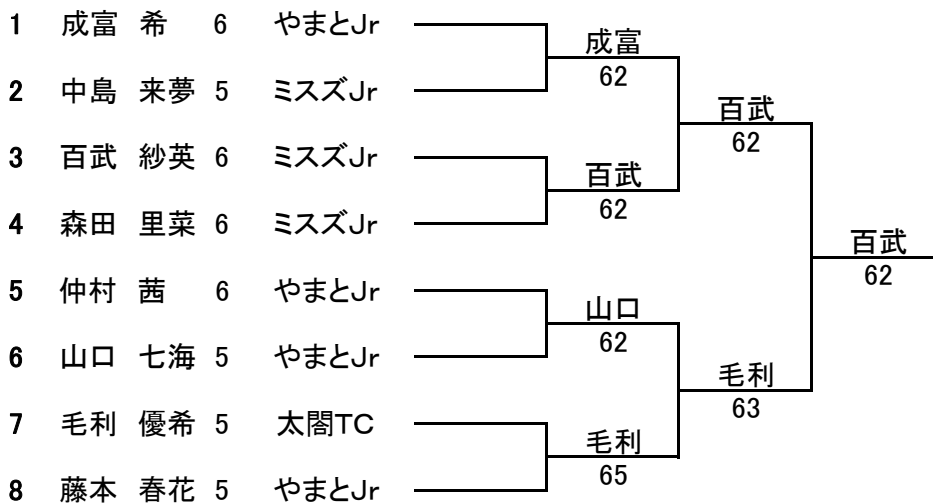 1 成富 希 6 やまとJr
成富
62
2 中島 来夢 5 ミスズJr
百武
62
3 百武 紗英 6 ミスズJr
百武
62
4 森田 里菜 6 ミスズJr
百武
62
5 仲村 茜 6 やまとJr
山口
62
6 山口 七海 5 やまとJr
毛利
63
7 毛利 優希 5 太閤TC
毛利
65
8 藤本 春花 5 やまとJr